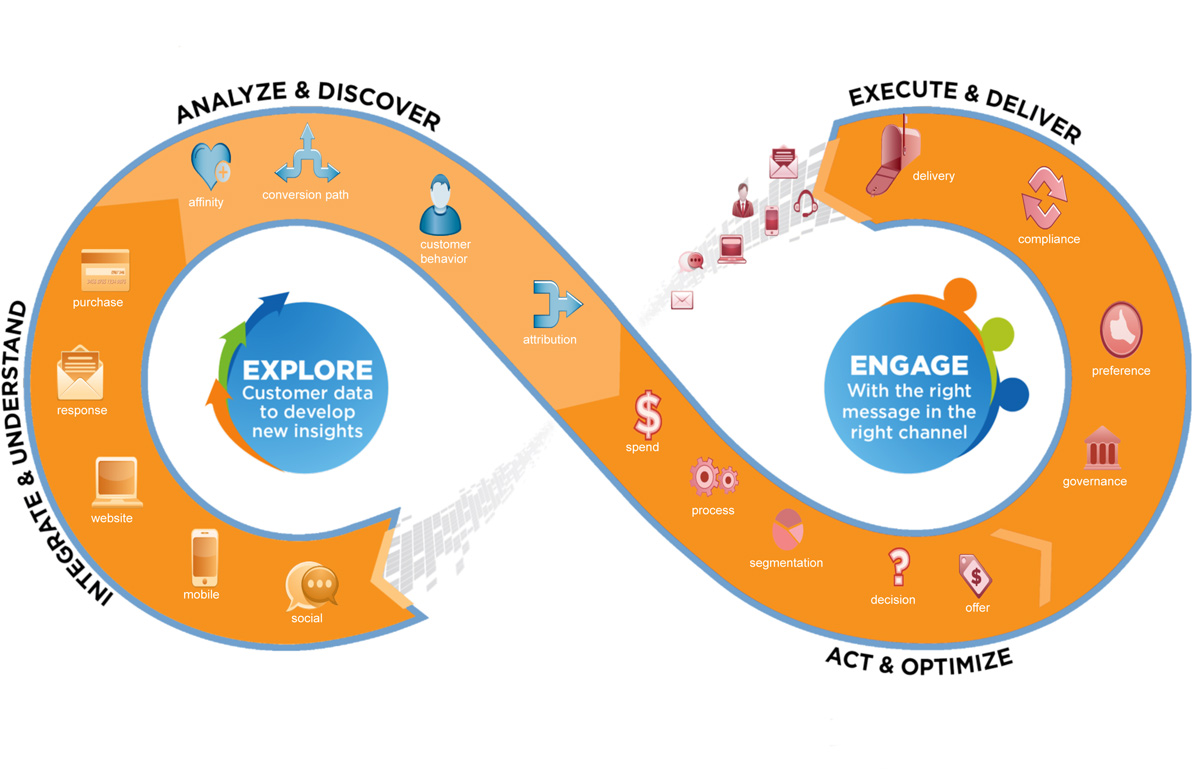 ANALYZE & DISCOVER
EXECUTE & DELIVER
INTEGRATE & UNDERSTAND
ACT & OPTIMIZE
affinity
conversion path
customer
behavior
attribution
purchase
response
website
mobile
social
EXPLORE
Customer data
to develop
new insights
spend
process
segmentation
decision
offer
governance
preference
compliance
delivery
ENGAGE
With the right
message in the
right channel
$
$
?